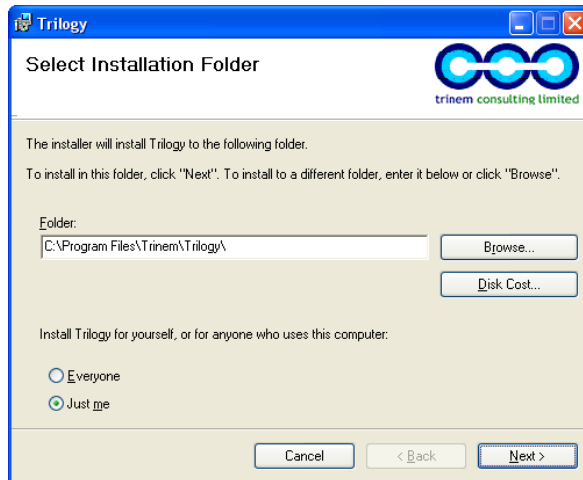 Trilogy
Select Installation Folder
trinem consulting limited
The installer will install Trilogy to the following folder.
To install in this folder, click "Next". To install to a different folder, enter it below or click "Browse".
Folder:
C:\Program Files\Trinem\Trilogy\
Browse...
Disk Cost...
Install Trilogy for yourself, or for anyone who uses this computer:
Everyone
Just me
Cancel
< Back
Next >